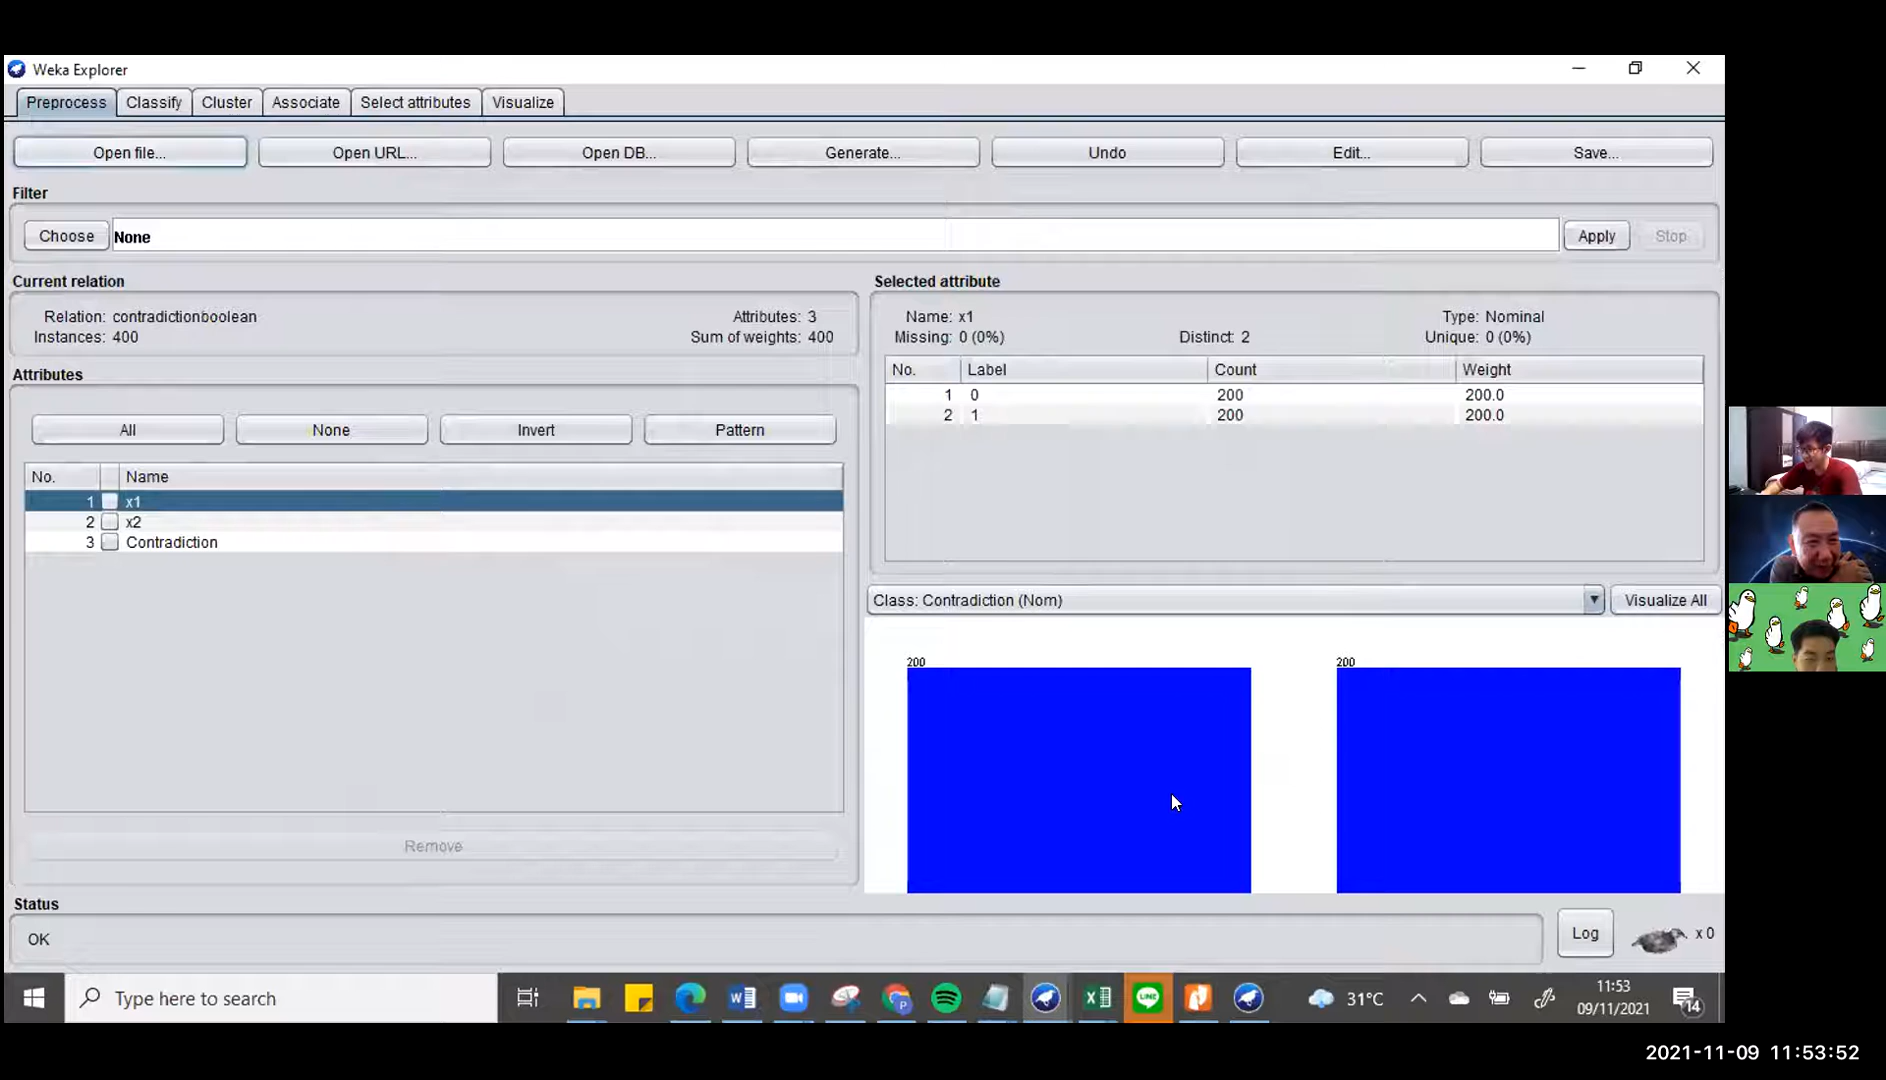 Weka Explorer
Preprocess Classify Cluster Associate Select attributes Visualize
Open file... Open URL... Open DB... Generate... Undo Edit... Save...
Filter
Choose None Apply Stop
Current relation
Relation: contradictionboolean Attributes: 3
Instances: 400 Sum of weights: 400
Attributes
All None Invert Pattern
No. Name
1 x1
2 x2
3 Contradiction
Remove
Selected attribute
Name: x1 Type: Nominal
Missing: 0 (0%) Distinct: 2 Unique: 0 (0%)
No. Label Count Weight
1 0 200 200.0
2 1 200 200.0
Class: Contradiction (Nom) Visualize All
200 200
Status
OK
Log x 0
Type here to search
31°C
11:53
09/11/2021
14
2021-11-09 11:53:52